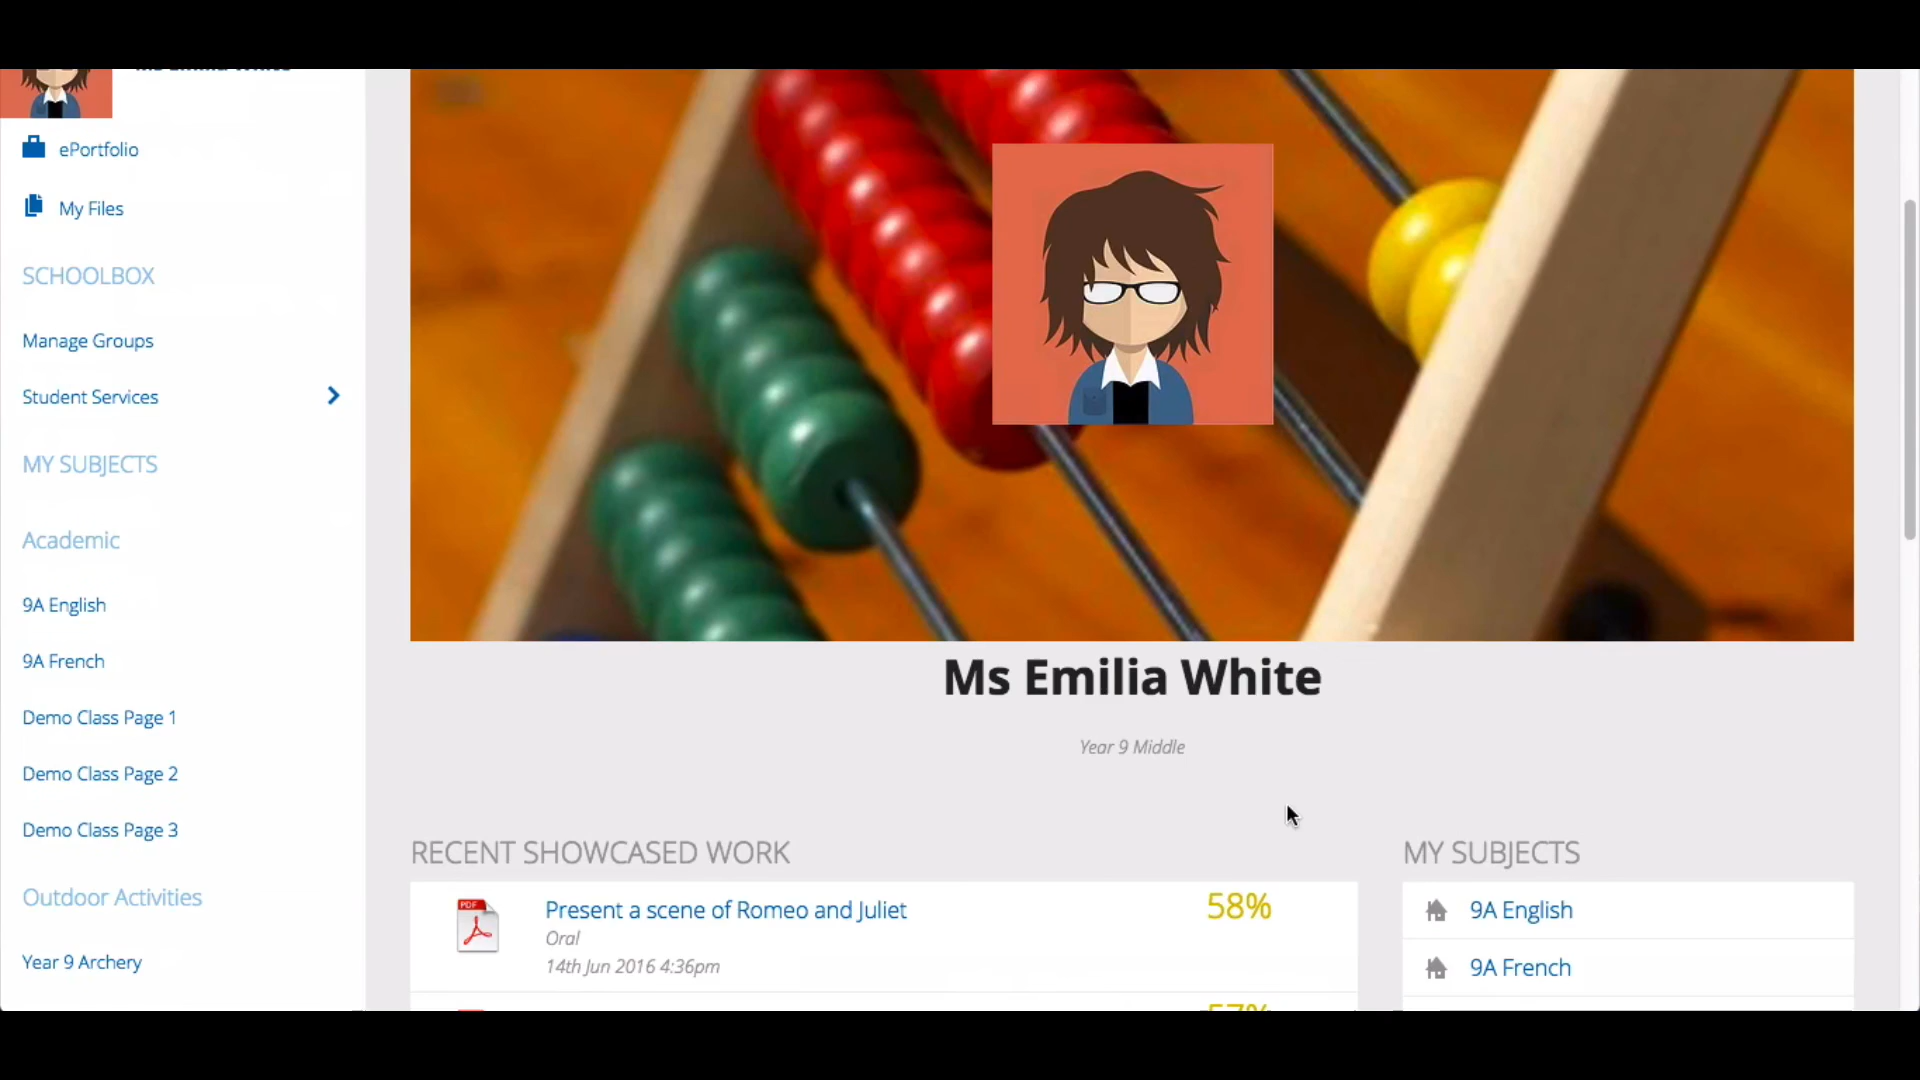 ePortfolio
My Files
SCHOOLBOX
Manage Groups
Student Services
MY SUBJECTS
Academic
9A English
9A French
Demo Class Page 1
Demo Class Page 2
Demo Class Page 3
Outdoor Activities
Year 9 Archery
Ms Emilia White
Year 9 Middle
RECENT SHOWCASED WORK
PDF
Present a scene of Romeo and Juliet
58%
Oral
14th Jun 2016 4:36pm
MY SUBJECTS
9A English
9A French